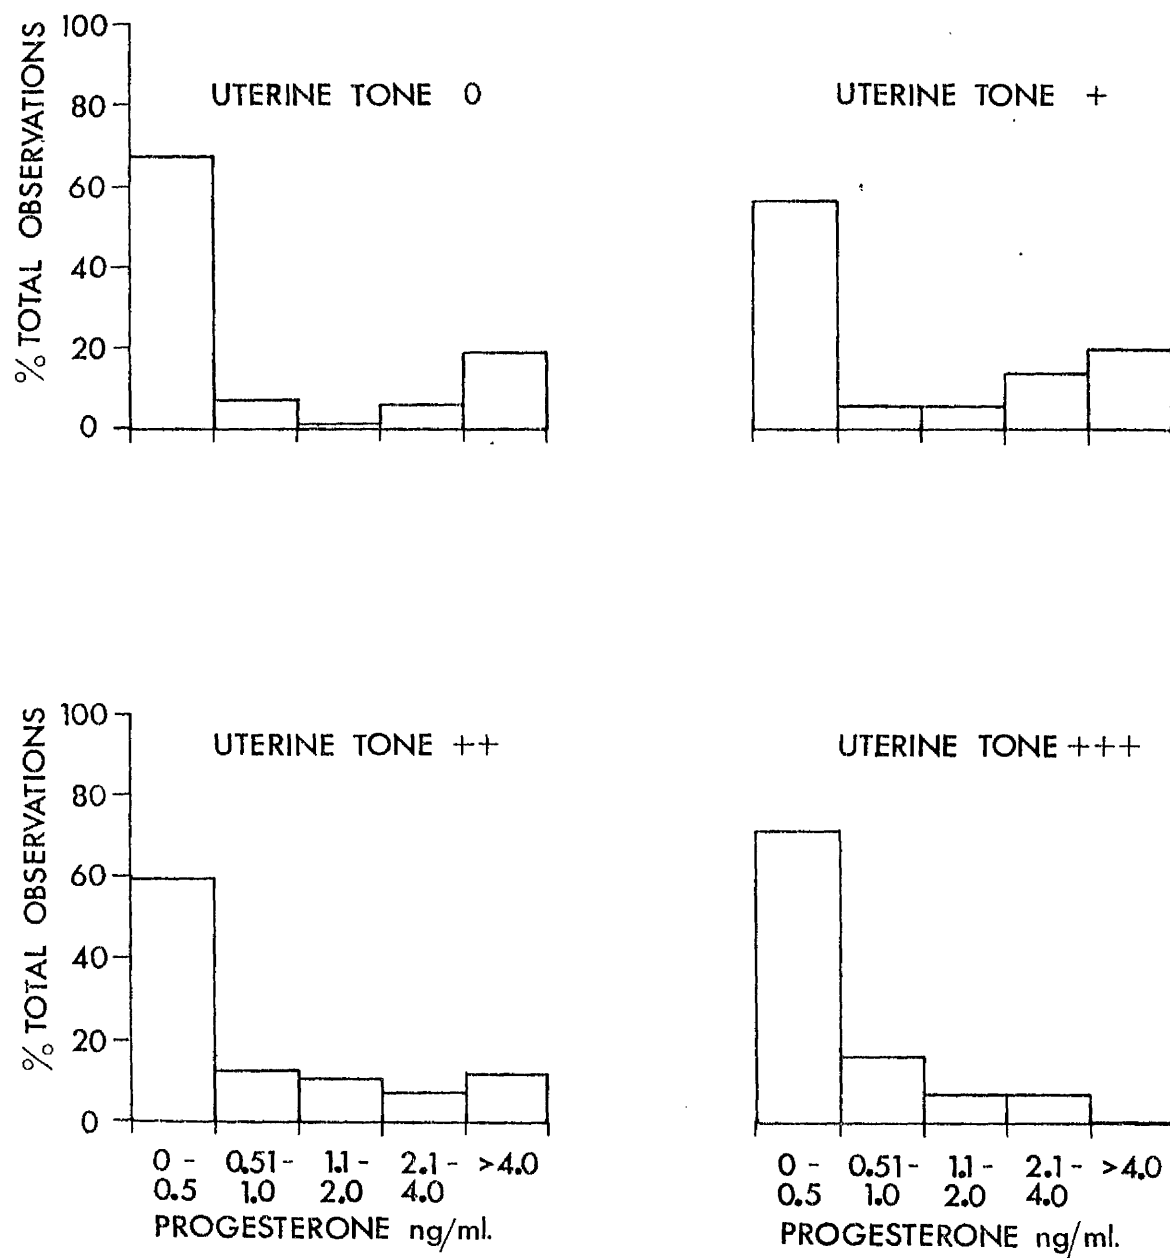 % TOTAL OBSERVATIONS
100
80
60
40
20
0
UTERINE TONE 0
UTERINE TONE +
% TOTAL OBSERVATIONS
100
80
60
40
20
0
UTERINE TONE ++
UTERINE TONE +++
0 - 0.51 - 1.1 - 2.1 - >4.0
0.5 1.0 2.0 4.0
PROGESTERONE ng/ml.
0 - 0.51 - 1.1 - 2.1 - >4.0
0.5 1.0 2.0 4.0
PROGESTERONE ng/ml.